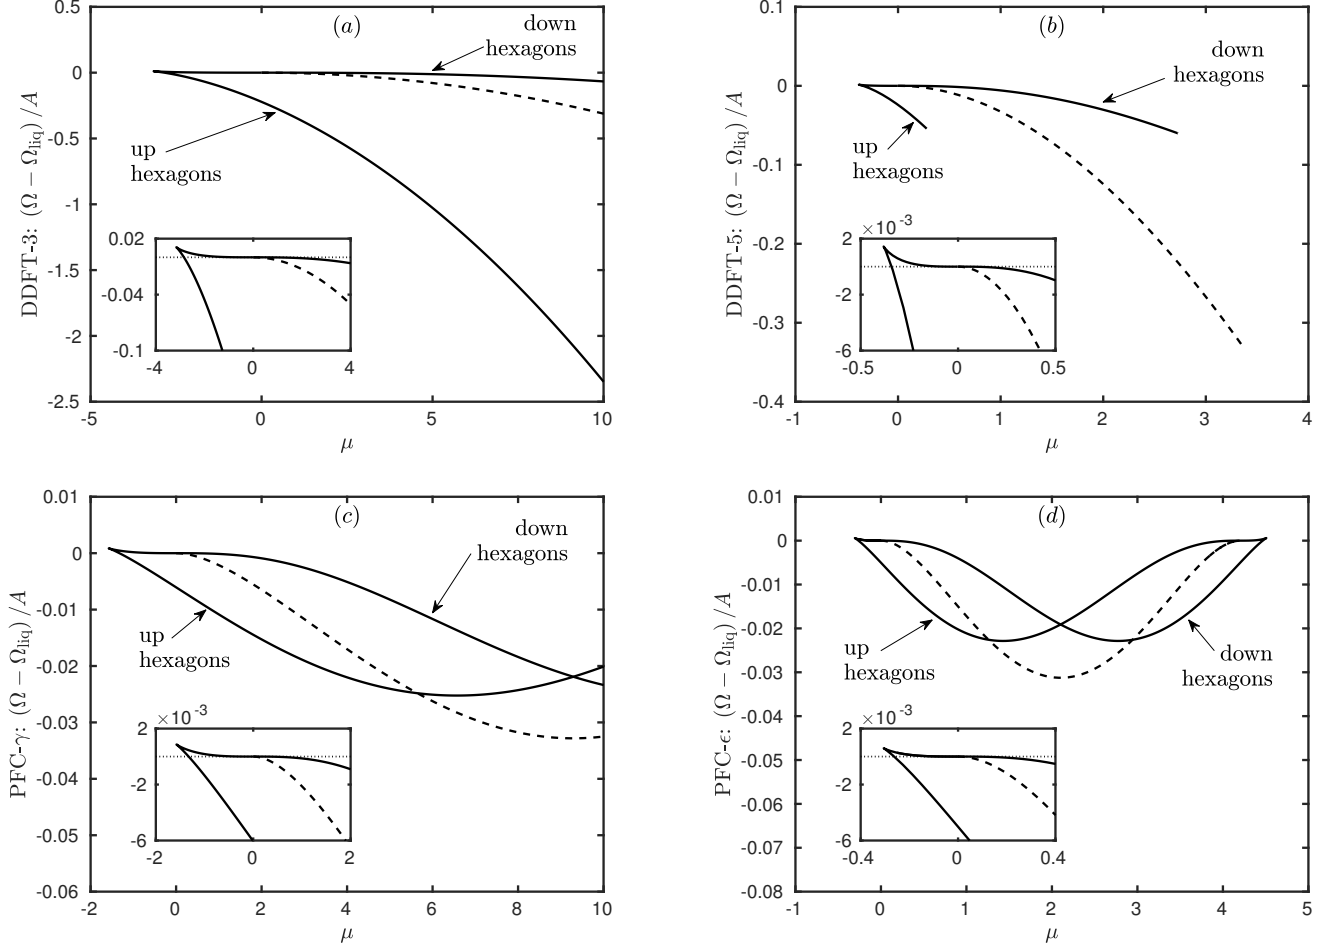 (a)
down
hexagons
up
hexagons
DDFT-3: (Ω − Ω_liq) /A
0.5
0
-0.5
-1
-1.5
-2
-2.5
-5 0 5 10
μ
0.02
-0.04
-0.1
-4 0 4
(b)
down
hexagons
up
hexagons
DDFT-5: (Ω − Ω_liq) /A
0.1
0
-0.1
-0.2
-0.3
-0.4
-1 0 1 2 3 4
μ
×10^-3
2
-2
-6
-0.5 0 0.5
(c)
down
hexagons
up
hexagons
PFC-γ: (Ω − Ω_liq) /A
0.01
0
-0.01
-0.02
-0.03
-0.04
-0.05
-0.06
-2 0 2 4 6 8 10
μ
×10^-3
2
-2
-6
-2 0 2
(d)
up
hexagons
down
hexagons
PFC-ϵ: (Ω − Ω_liq) /A
0.01
0
-0.01
-0.02
-0.03
-0.04
-0.05
-0.06
-0.07
-0.08
-1 0 1 2 3 4 5
μ
×10^-3
2
-2
-6
-0.4 0 0.4